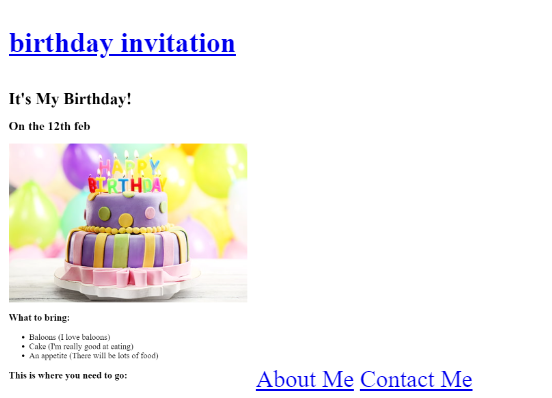 birthday invitation
It's My Birthday!
On the 12th feb
HAPPY
BIRTHDAY
What to bring:
Baloons (I love baloons)
Cake (I'm really good at eating)
An appetite (There will be lots of food)
This is where you need to go:
About Me Contact Me